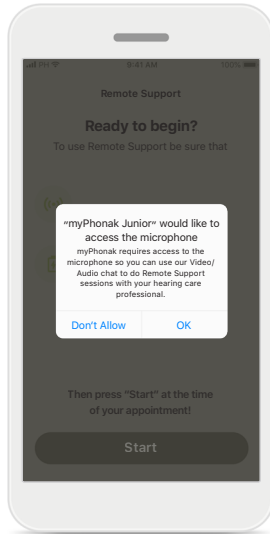 PH
9:41 AM
100%
Remote Support
Ready to begin?
To use Remote Support be sure that
"myPhonak Junior" would like to
access the microphone
myPhonak requires access to the
microphone so you can use our Video/
Audio chat to do Remote Support
sessions with your hearing care
professional.
Don't Allow
OK
Then press "Start" at the time
of your appointment!
Start